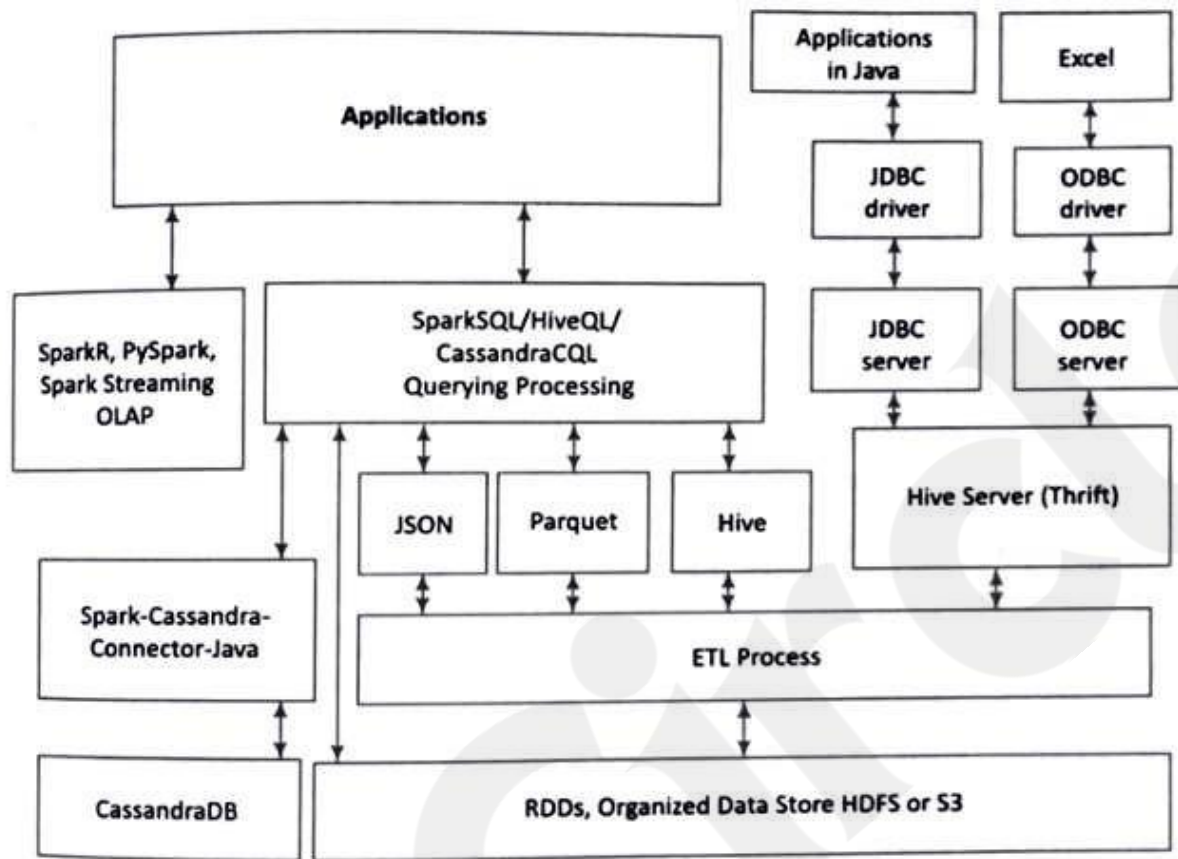 Applications
Applications
in Java
Excel
JDBC
driver
ODBC
driver
SparkR, PySpark,
Spark Streaming
OLAP
SparkSQL/HiveQL/
CassandraCQL
Querying Processing
JDBC
server
ODBC
server
JSON
Parquet
Hive
Hive Server (Thrift)
Spark-Cassandra-
Connector-Java
ETL Process
CassandraDB
RDDs, Organized Data Store HDFS or S3